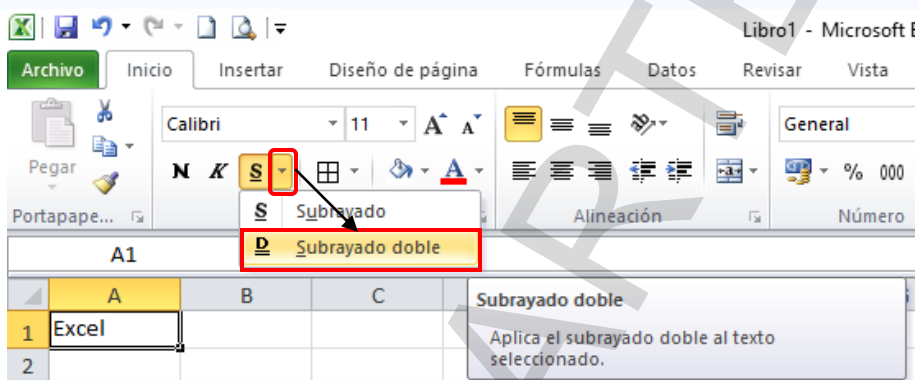 Libro1 - Microsoft E
Archivo Inicio Insertar Diseño de página Fórmulas Datos Revisar Vista
Calibri 11 A A General
Pegar N K S A % 000
Portapape... Alineación Número
S Subrayado
D Subrayado doble
A1
A B C
1 Excel
2
Subrayado doble
Aplica el subrayado doble al texto
seleccionado.